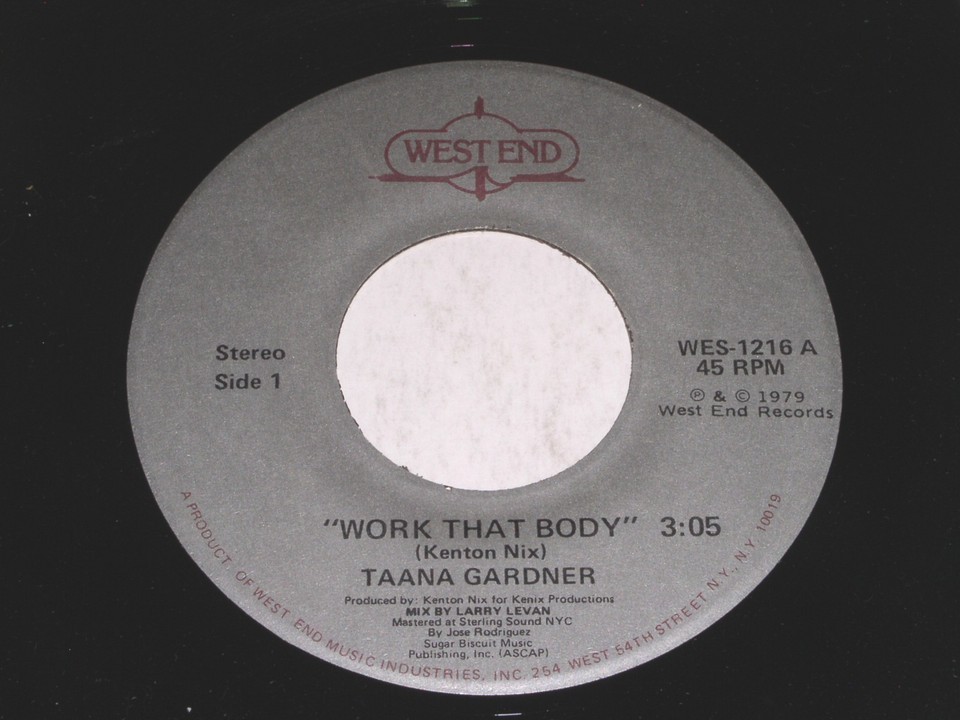 WEST END
Stereo
Side 1
WES-1216 A
45 RPM
Ⓟ & © 1979
West End Records
"WORK THAT BODY" 3:05
(Kenton Nix)
TAANA GARDNER
Produced by: Kenton Nix for Kenix Productions
MIX BY LARRY LEVAN
Mastered at Sterling Sound NYC
By Jose Rodriguez
Sugar Biscuit Music
Publishing, Inc. (ASCAP)
A PRODUCT OF WEST END MUSIC INDUSTRIES, INC. 254 WEST 54TH STREET N.Y., N.Y. 10019